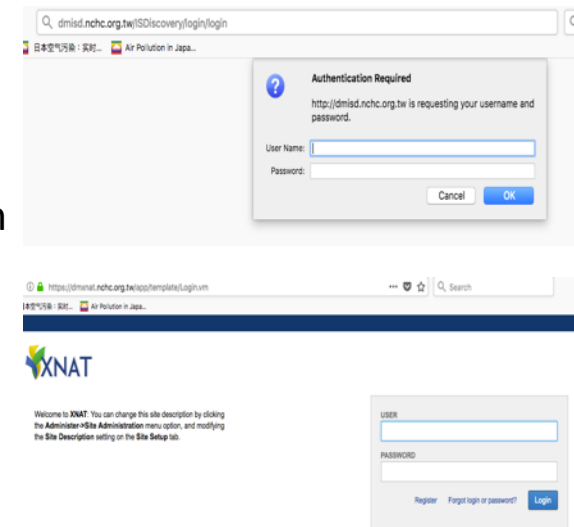 dmisd.nchc.org.tw/ISDiscovery/login/login
日本空气污染：实时... Air Pollution in Japa...
Authentication Required
http://dmisd.nchc.org.tw is requesting your username and
password.
User Name:
Password:
Cancel OK
n
https://dmxnat.nchc.org.tw/app/template/Login.vm ... Search
日本空气污染：实时... Air Pollution in Japa...
XNAT
Welcome to XNAT: You can change this site description by clicking
the Administer->Site Administration menu option, and modifying
the Site Description setting on the Site Setup tab.
USER
PASSWORD
Register Forgot login or password? Login